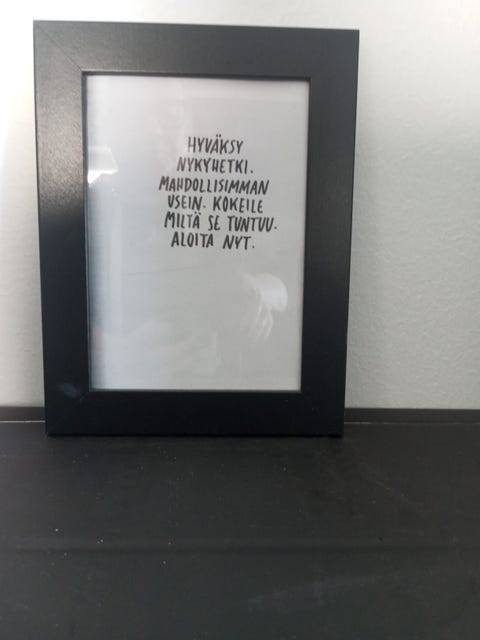 HYVÄKSY
NYKYHETKI.
MAHDOLLISIMMAN
USEIN. KOKEILE
MILTÄ SE TUNTUU.
ALOITA NYT.